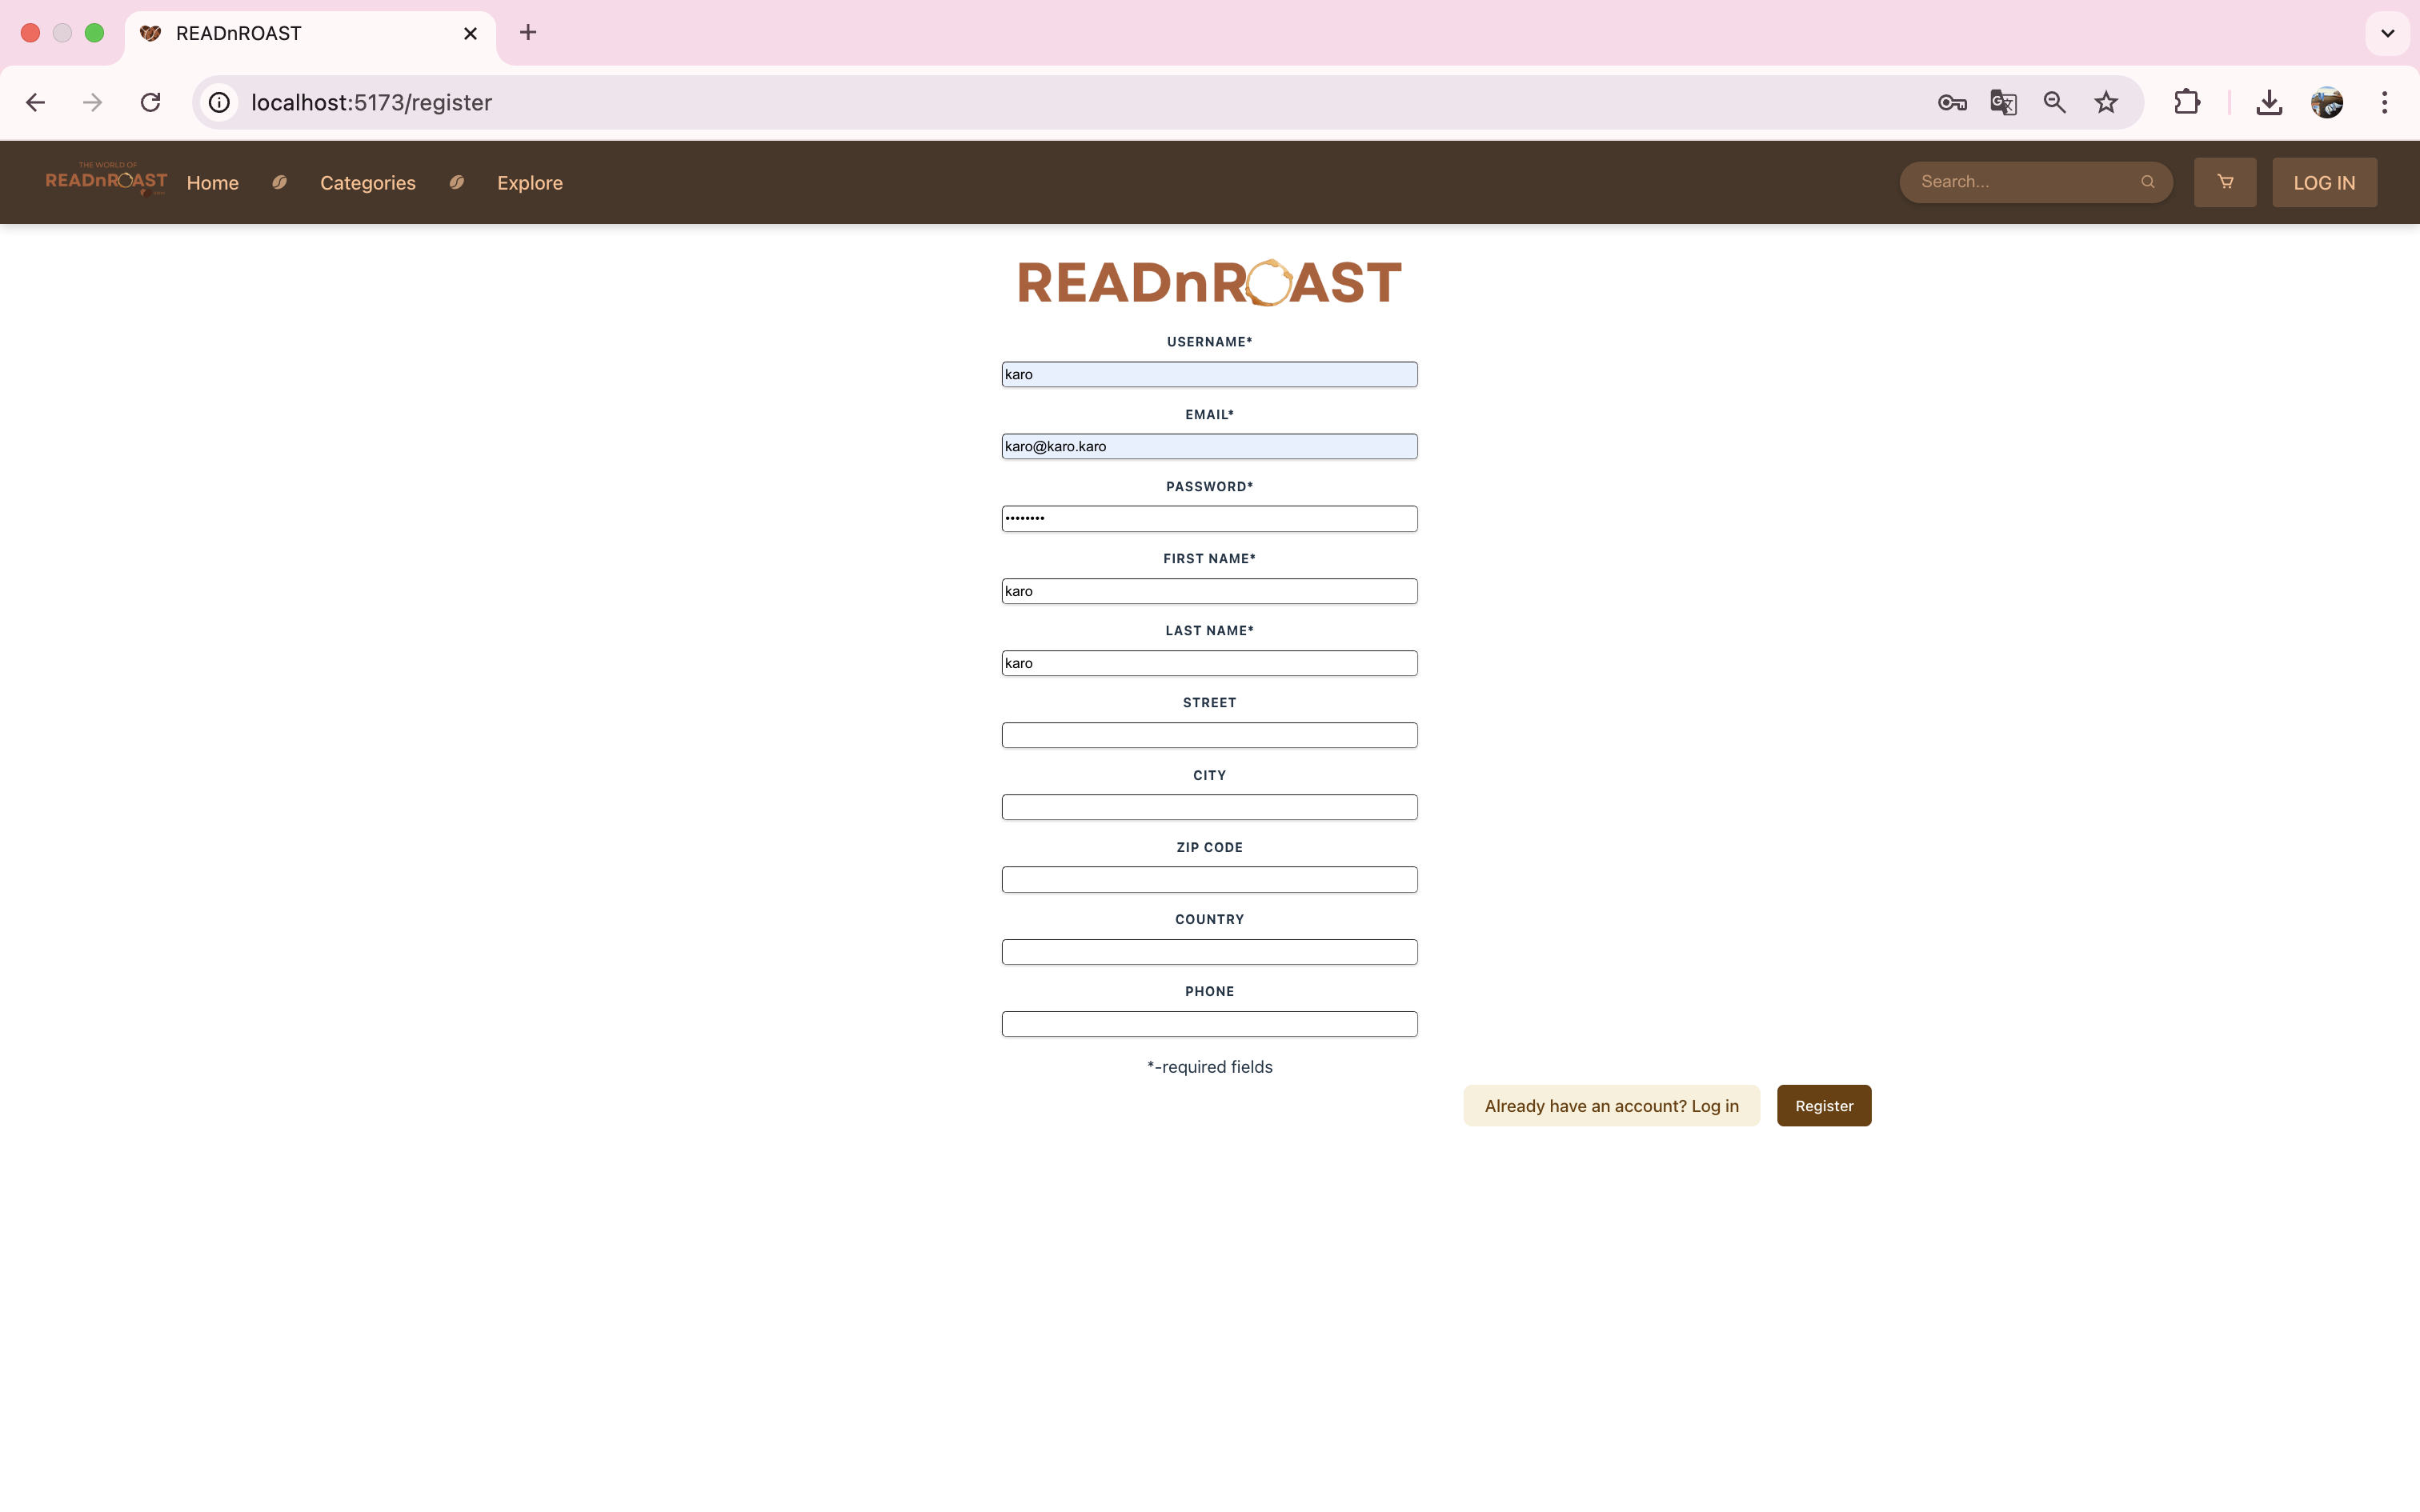 READnROAST
localhost:5173/register
THE WORLD OF
READnROAST
Home
Categories
Explore
Search...
LOG IN
READnROAST
USERNAME*
karo
EMAIL*
karo@karo.karo
PASSWORD*
••••••••
FIRST NAME*
karo
LAST NAME*
karo
STREET
CITY
ZIP CODE
COUNTRY
PHONE
*-required fields
Already have an account? Log in
Register